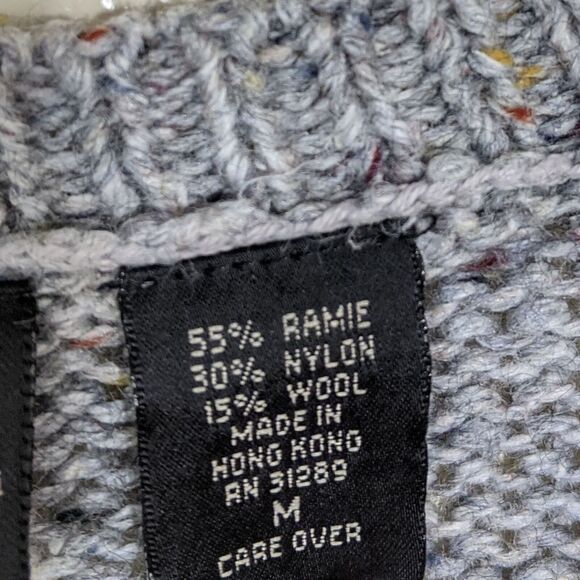 55% RAMIE
30% NYLON
15% WOOL
MADE IN
HONG KONG
RN 31289
M
CARE OVER